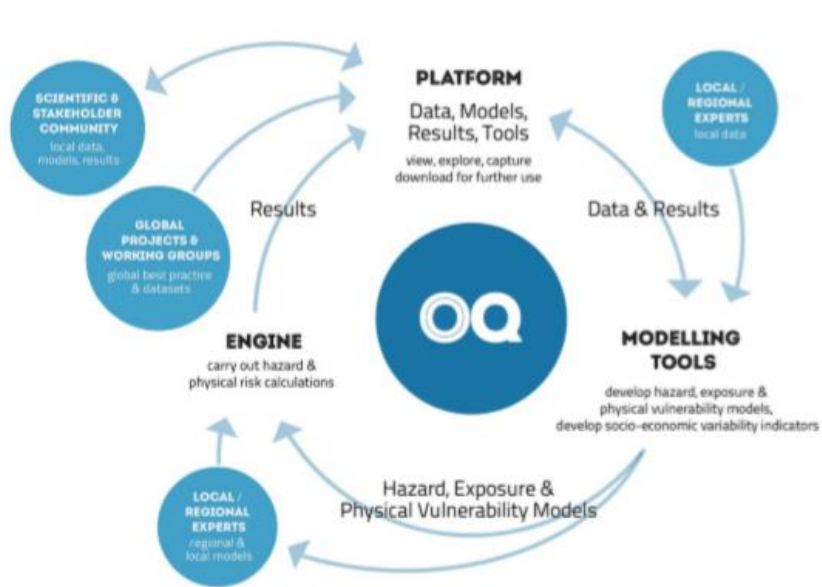 SCIENTIFIC &
STAKEHOLDER
COMMUNITY
local data,
models, results
GLOBAL
PROJECTS &
WORKING GROUPS
global best practice
& datasets
PLATFORM
Data, Models,
Results, Tools
view, explore, capture
download for further use
LOCAL /
REGIONAL
EXPERTS
local data
Results
Data & Results
OQ
ENGINE
carry out hazard &
physical risk calculations
MODELLING
TOOLS
develop hazard, exposure &
physical vulnerability models,
develop socio-economic variability indicators
Hazard, Exposure &
Physical Vulnerability Models
LOCAL /
REGIONAL
EXPERTS
regional &
local models